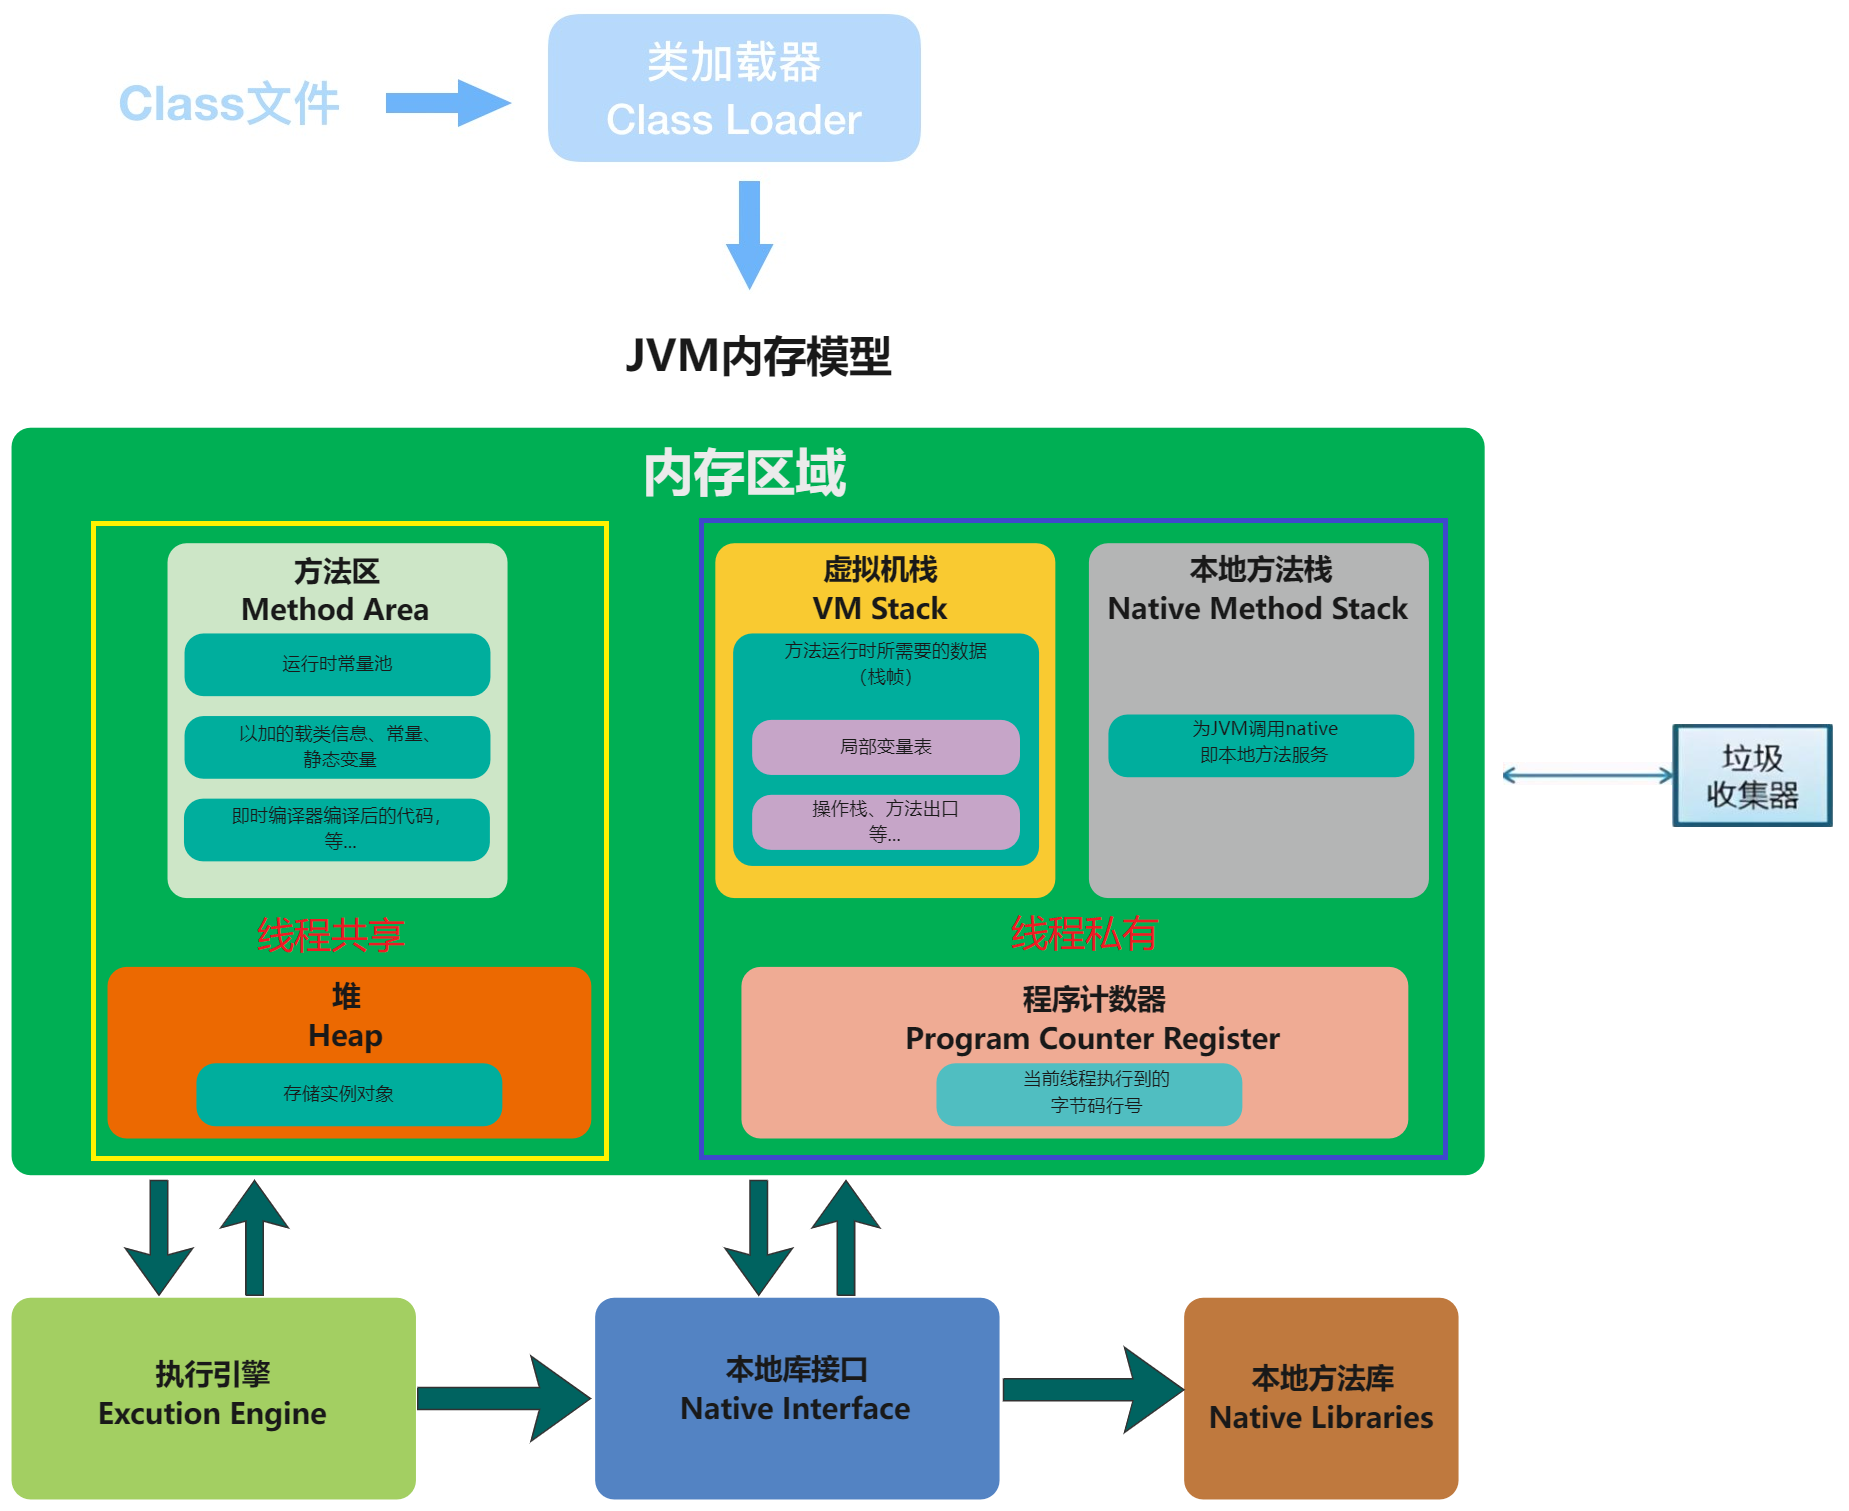 Class文件
类加载器
Class Loader
JVM内存模型
内存区域
方法区
Method Area
运行时常量池
以加的载类信息、常量、
静态变量
即时编译器编译后的代码，
等...
线程共享
堆
Heap
存储实例对象
虚拟机栈
VM Stack
方法运行时所需要的数据
（栈帧）
局部变量表
操作栈、方法出口
等...
本地方法栈
Native Method Stack
为JVM调用native
即本地方法服务
线程私有
程序计数器
Program Counter Register
当前线程执行到的
字节码行号
垃圾
收集器
执行引擎
Excution Engine
本地库接口
Native Interface
本地方法库
Native Libraries